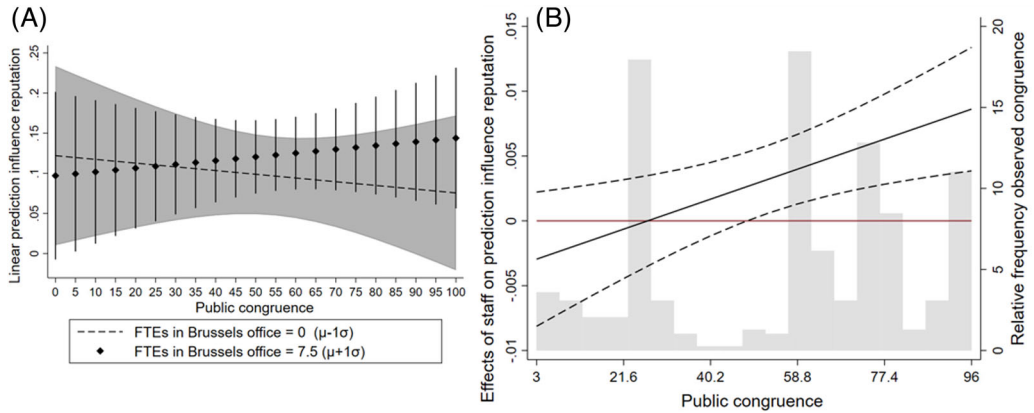 (A)
Linear prediction influence reputation
.25
.2
.15
.1
.05
0
0 5 10 15 20 25 30 35 40 45 50 55 60 65 70 75 80 85 90 95 100
Public congruence
FTEs in Brussels office = 0 (μ-1σ)
FTEs in Brussels office = 7.5 (μ+1σ)
(B)
Effects of staff on prediction influence reputation
.015
.01
.005
0
-.005
-.01
3 21.6 40.2 58.8 77.4 96
Public congruence
20
15
10
5
0
Relative frequency observed congruence